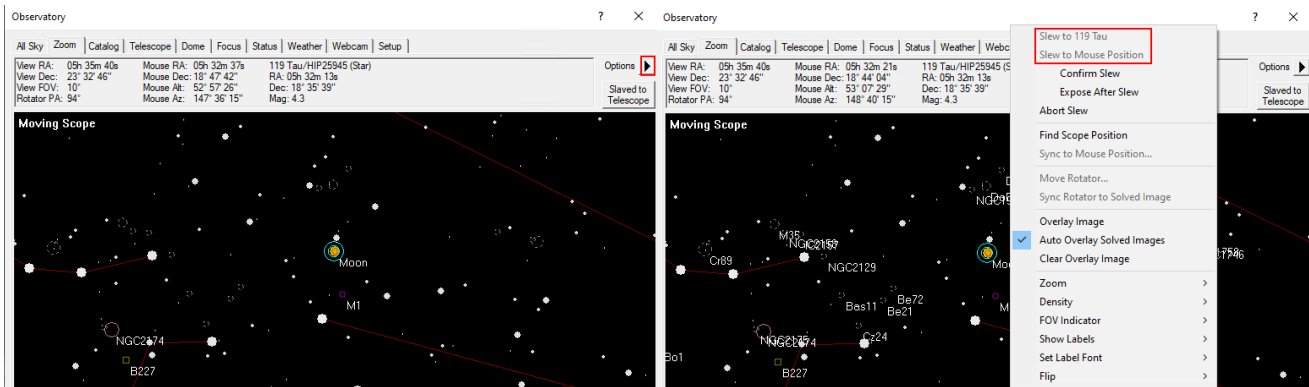 Observatory ? ×
All Sky Zoom Catalog Telescope Dome Focus Status Weather Webcam Setup
View RA: 05h 35m 40s Mouse RA: 05h 32m 37s 119 Tau/HIP25945 (Star) Options
View Dec: 23° 32' 46" Mouse Dec: 18° 47' 42" RA: 05h 32m 13s
View FOV: 10° Mouse Alt: 52° 57' 26" Dec: 18° 35' 39"
Rotator PA: 94° Mouse Az: 147° 36' 15" Mag: 4.3
Slaved to
Telescope
Moving Scope
Moon
M1
NGC2174
B227
Observatory ? ×
All Sky Zoom Catalog Telescope Dome Focus Status Weather Webc
View RA: 05h 35m 40s Mouse RA: 05h 32m 21s 119 Tau/HIP25945 (S Options
View Dec: 23° 32' 46" Mouse Dec: 18° 44' 04" RA: 05h 32m 13s
View FOV: 10° Mouse Alt: 53° 07' 29" Dec: 18° 35' 39"
Rotator PA: 94° Mouse Az: 148° 40' 15" Mag: 4.3
Slaved to
Telescope
Moving Scope
M35
NGC2158
Cr89
NGC2129
Bas11
Be72
Be21
Cz24
NGC2174
Bo1
B227
Slew to 119 Tau
Slew to Mouse Position
Confirm Slew
Expose After Slew
Abort Slew
Find Scope Position
Sync to Mouse Position...
Move Rotator...
Sync Rotator to Solved Image
Overlay Image
Auto Overlay Solved Images
Clear Overlay Image
Zoom
Density
FOV Indicator
Show Labels
Set Label Font
Flip